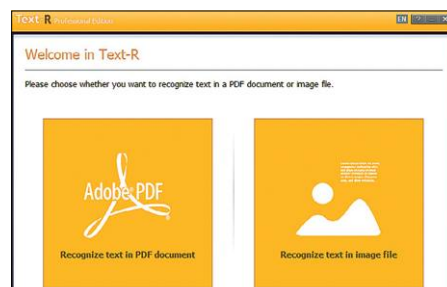 Text R Professional Edition
EN ? - ×
Welcome in Text-R
Please choose whether you want to recognize text in a PDF document or image file.
Adobe PDF
Recognize text in PDF document
Recognize text in image file